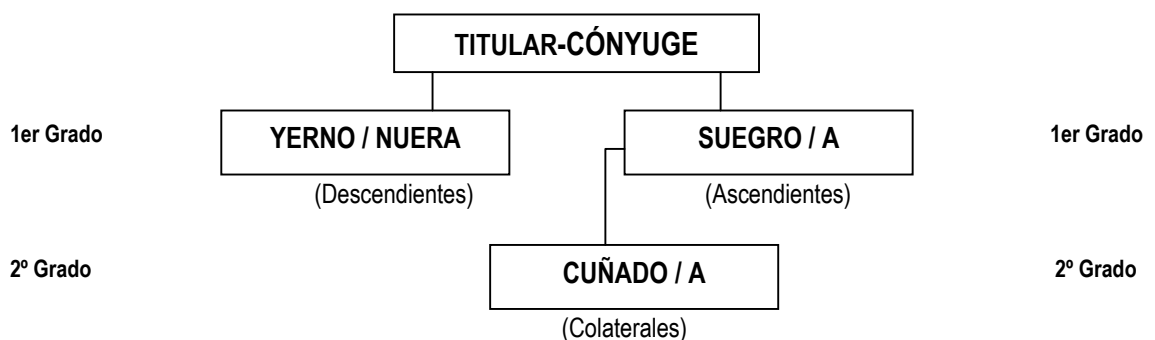 TITULAR-CÓNYUGE
1er Grado
YERNO / NUERA
SUEGRO / A
1er Grado
(Descendientes)
(Ascendientes)
2º Grado
CUÑADO / A
2º Grado
(Colaterales)